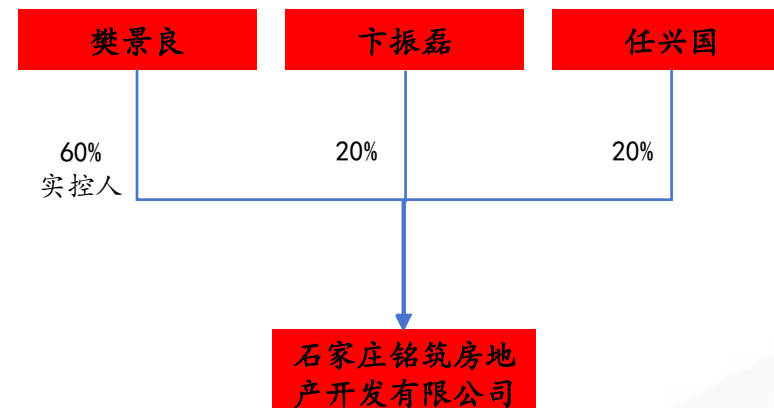 樊景良
卞振磊
任兴国
60%
实控人
20%
20%
石家庄铭筑房地
产开发有限公司